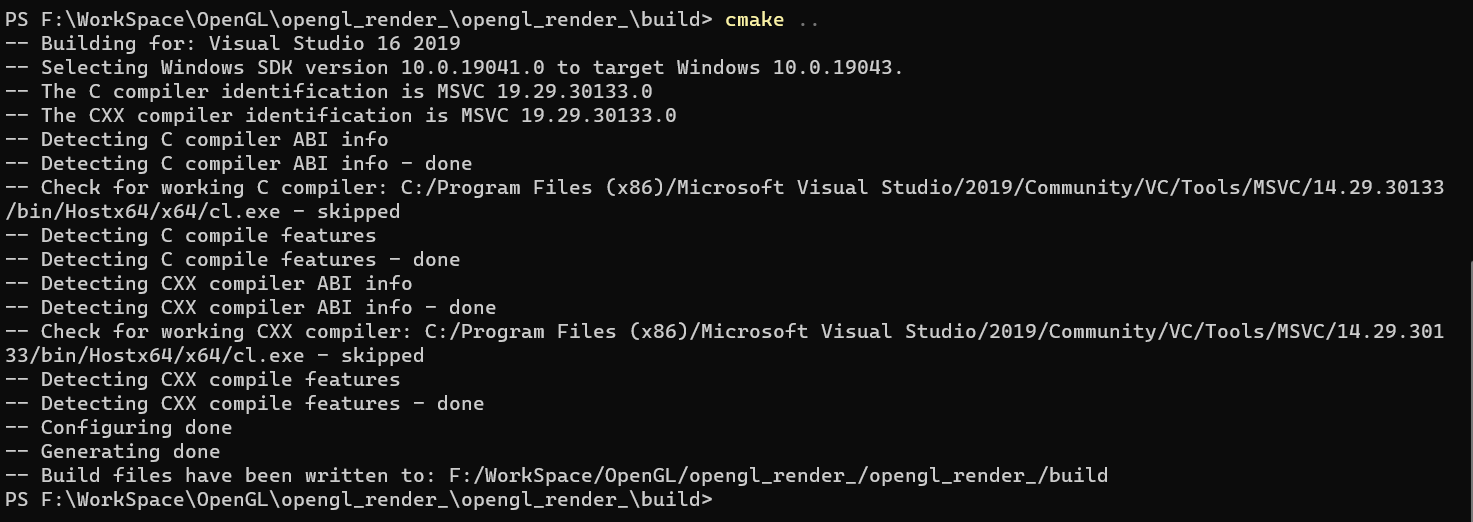 PS F:\WorkSpace\OpenGL\opengl_render_\opengl_render_\build> cmake ..
-- Building for: Visual Studio 16 2019
-- Selecting Windows SDK version 10.0.19041.0 to target Windows 10.0.19043.
-- The C compiler identification is MSVC 19.29.30133.0
-- The CXX compiler identification is MSVC 19.29.30133.0
-- Detecting C compiler ABI info
-- Detecting C compiler ABI info - done
-- Check for working C compiler: C:/Program Files (x86)/Microsoft Visual Studio/2019/Community/VC/Tools/MSVC/14.29.30133
/bin/Hostx64/x64/cl.exe - skipped
-- Detecting C compile features
-- Detecting C compile features - done
-- Detecting CXX compiler ABI info
-- Detecting CXX compiler ABI info - done
-- Check for working CXX compiler: C:/Program Files (x86)/Microsoft Visual Studio/2019/Community/VC/Tools/MSVC/14.29.301
33/bin/Hostx64/x64/cl.exe - skipped
-- Detecting CXX compile features
-- Detecting CXX compile features - done
-- Configuring done
-- Generating done
-- Build files have been written to: F:/WorkSpace/OpenGL/opengl_render_/opengl_render_/build
PS F:\WorkSpace\OpenGL\opengl_render_\opengl_render_\build>